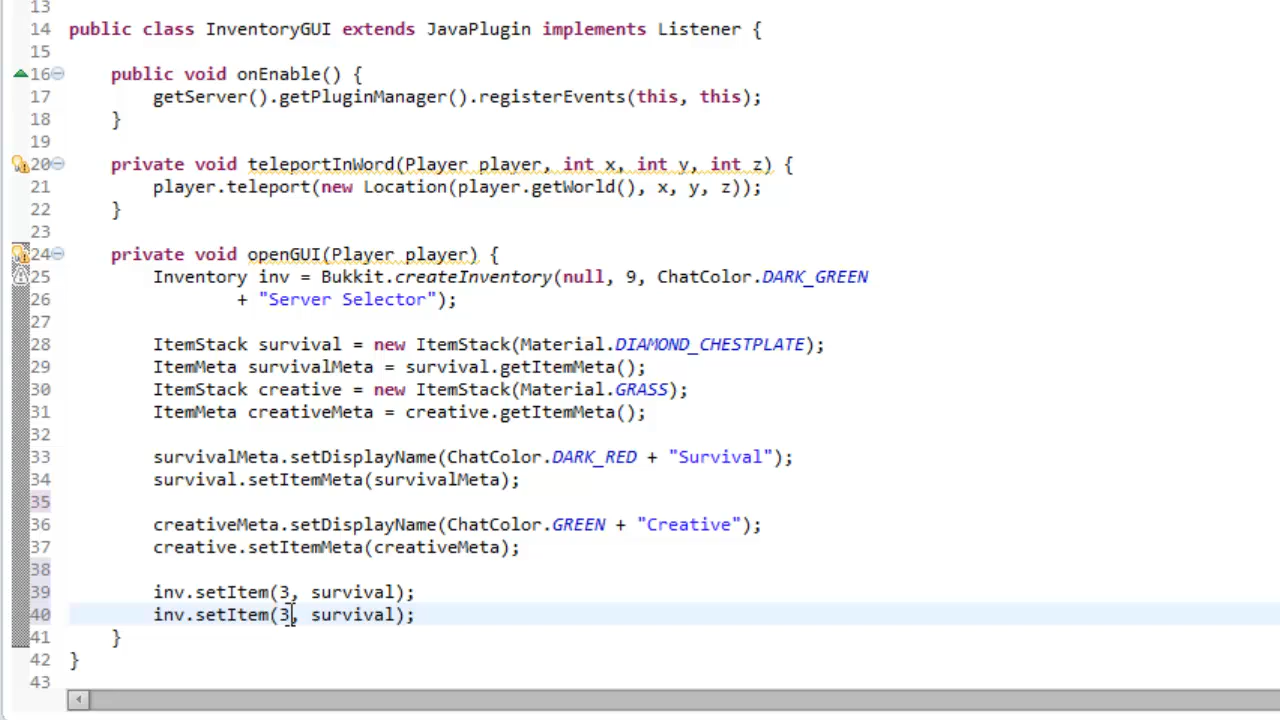 13
14 public class InventoryGUI extends JavaPlugin implements Listener {
15
16 public void onEnable() {
17 getServer().getPluginManager().registerEvents(this, this);
18 }
19
20 private void teleportInWord(Player player, int x, int y, int z) {
21 player.teleport(new Location(player.getWorld(), x, y, z));
22 }
23
24 private void openGUI(Player player) {
25 Inventory inv = Bukkit.createInventory(null, 9, ChatColor.DARK_GREEN
26 + "Server Selector");
27
28 ItemStack survival = new ItemStack(Material.DIAMOND_CHESTPLATE);
29 ItemMeta survivalMeta = survival.getItemMeta();
30 ItemStack creative = new ItemStack(Material.GRASS);
31 ItemMeta creativeMeta = creative.getItemMeta();
32
33 survivalMeta.setDisplayName(ChatColor.DARK_RED + "Survival");
34 survival.setItemMeta(survivalMeta);
35
36 creativeMeta.setDisplayName(ChatColor.GREEN + "Creative");
37 creative.setItemMeta(creativeMeta);
38
39 inv.setItem(3, survival);
40 inv.setItem(3, survival);
41 }
42 }
43